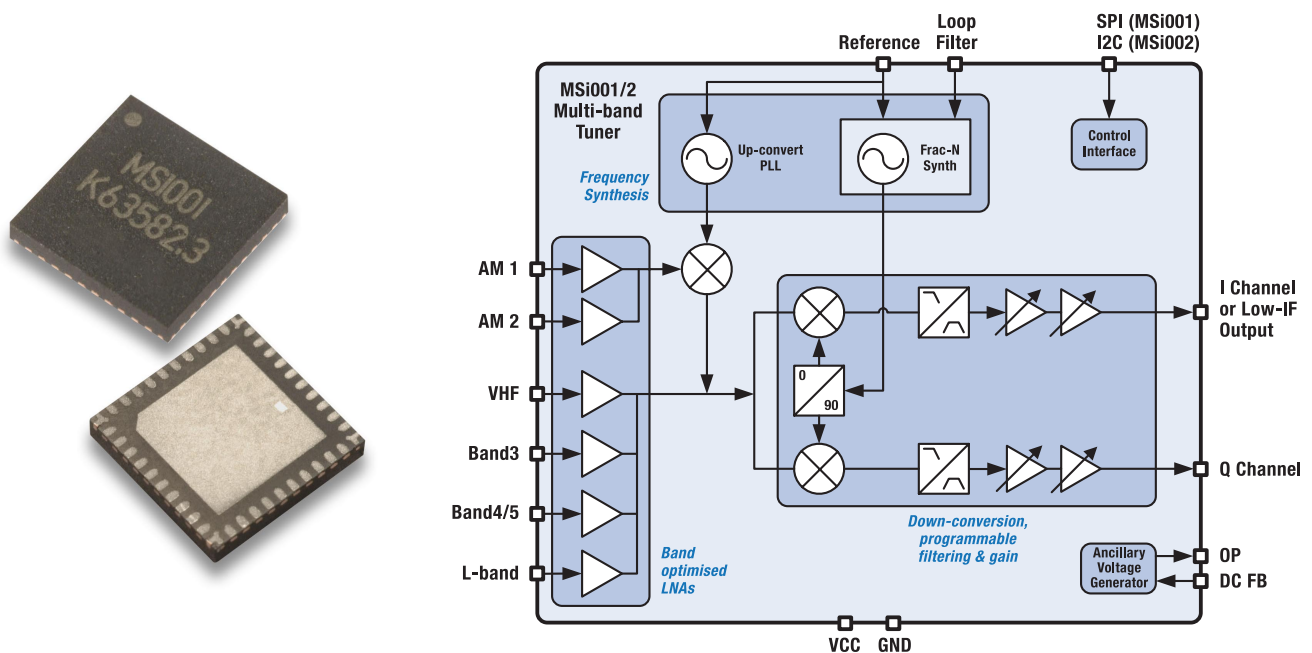 MSI001
K63582.3
Reference
Loop
Filter
SPI (MSi001)
I2C (MSi002)
MSi001/2
Multi-band
Tuner
Up-convert
PLL
Frac-N
Synth
Control
Interface
Frequency
Synthesis
AM 1
AM 2
VHF
Band3
Band4/5
L-band
0
90
I Channel
or Low-IF
Output
Q Channel
Band
optimised
LNAs
Down-conversion,
programmable
filtering & gain
Ancillary
Voltage
Generator
OP
DC FB
VCC
GND